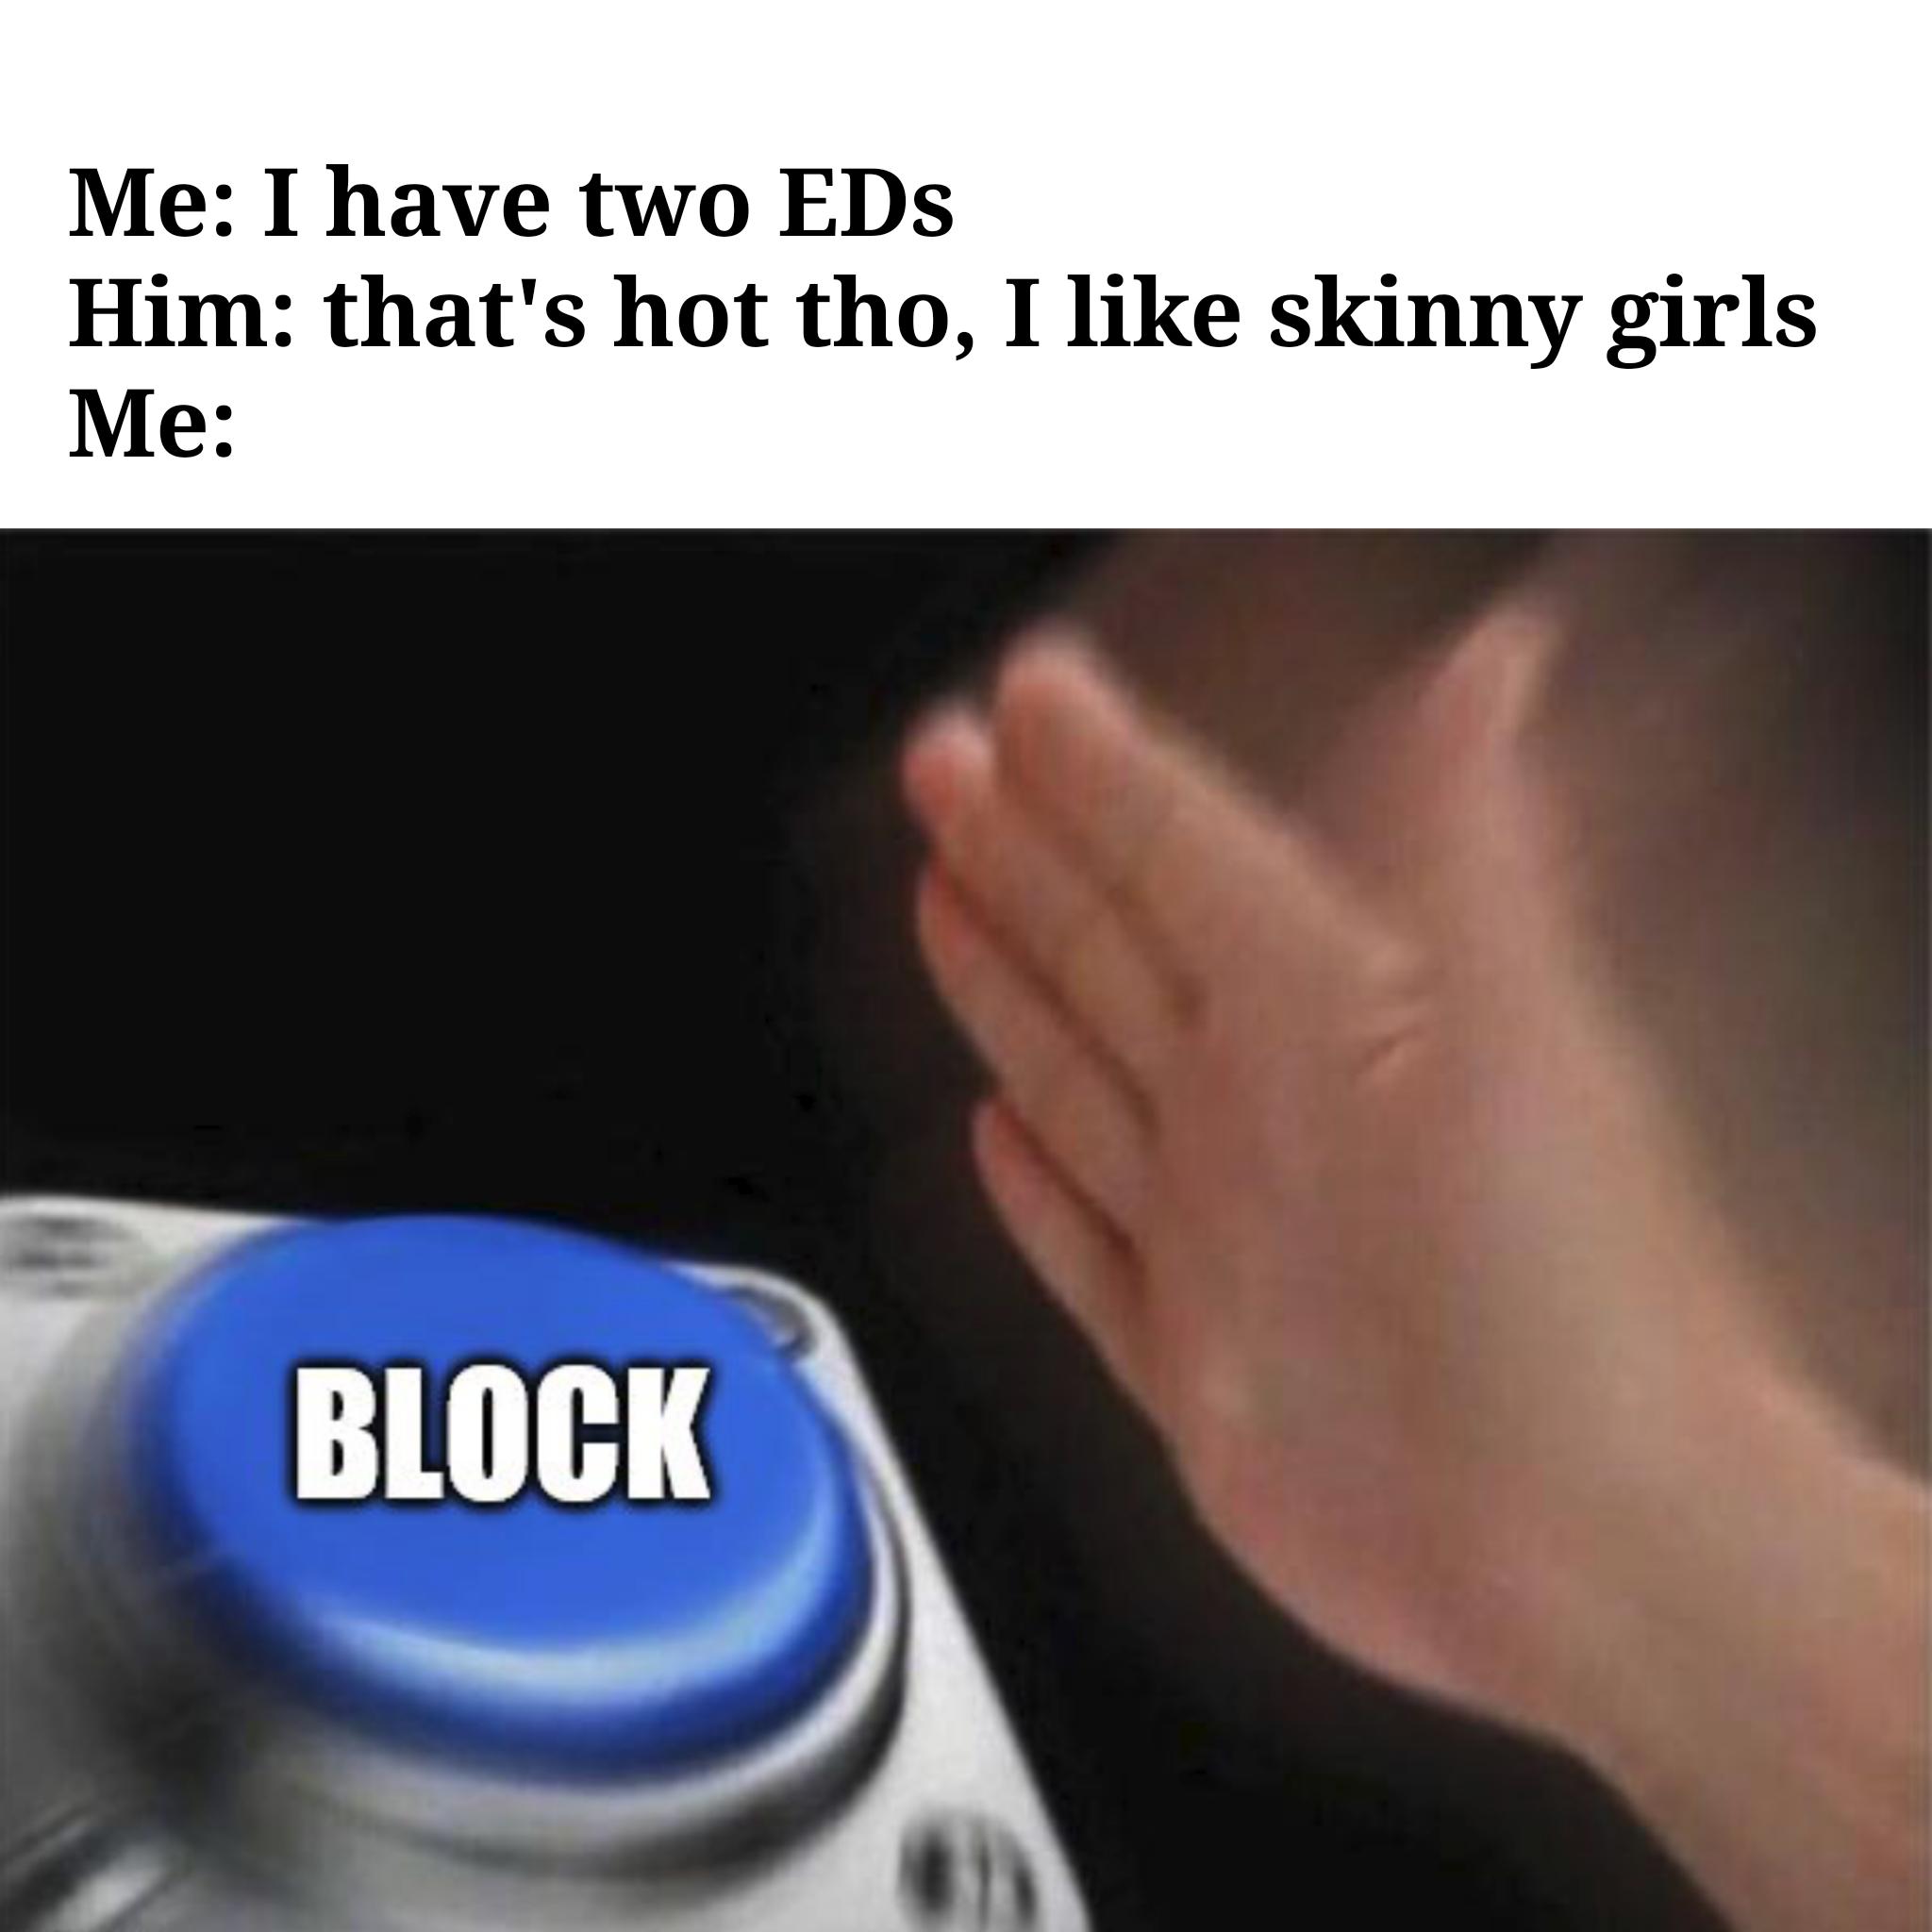 Me: I have two EDs
Him: that's hot tho, I like skinny girls
Me:
BLOCK